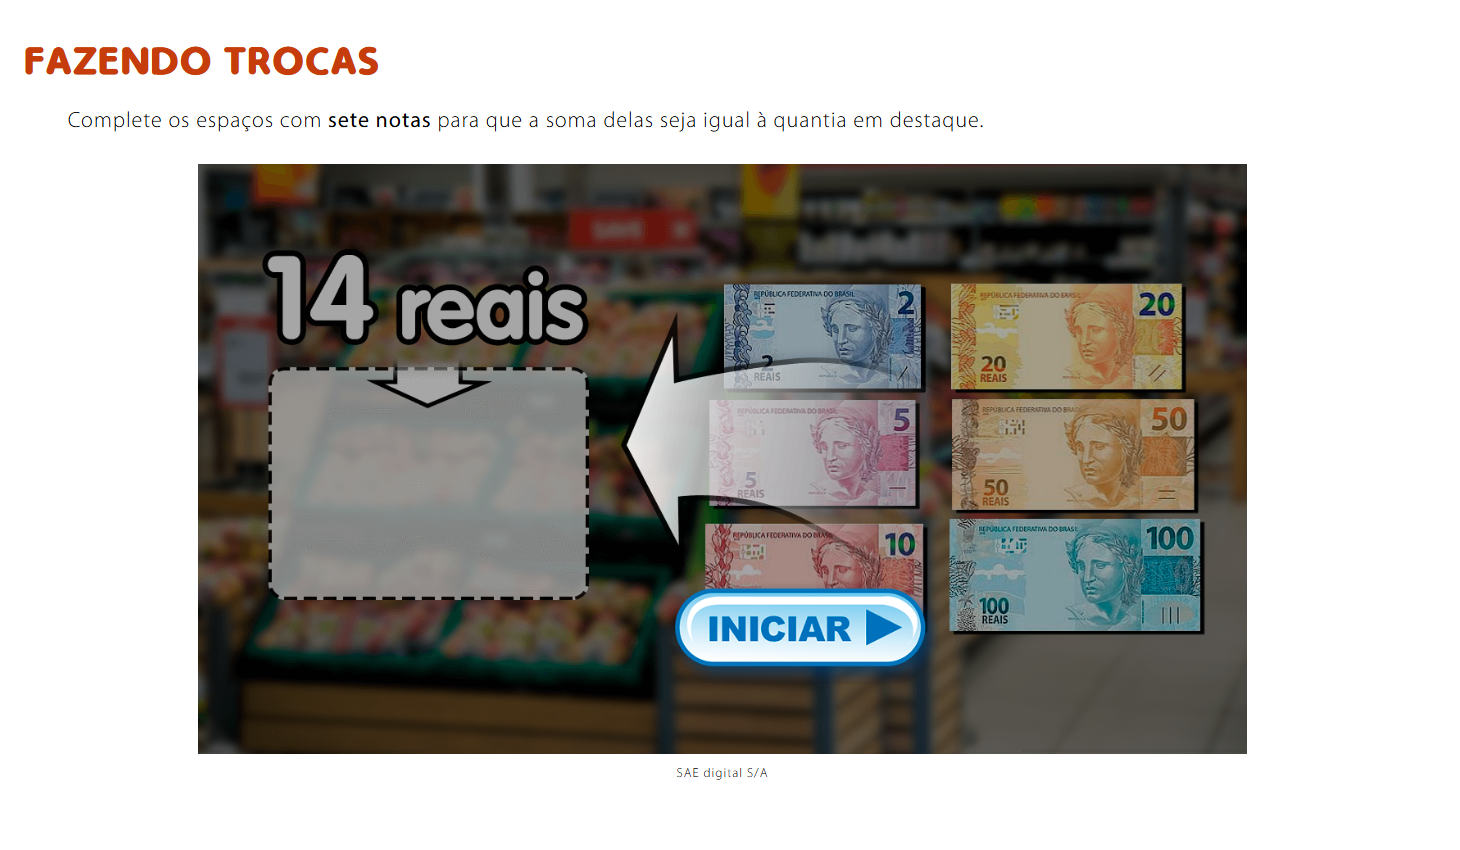 FAZENDO TROCAS
Complete os espaços com sete notas para que a soma delas seja igual à quantia em destaque.
SAVE
14 reais
REPÚBLICA FEDERATIVA DO BRASIL
2
2
REAIS
REPÚBLICA FEDERATIVA DO BRASIL
20
20
REAIS
REPÚBLICA FEDERATIVA DO BRASIL
5
5
REAIS
REPÚBLICA FEDERATIVA DO BRASIL
50
50
REAIS
REPÚBLICA FEDERATIVA DO BRASIL
10
REPÚBLICA FEDERATIVA DO BRASIL
100
100
REAIS
INICIAR
SAE digital S/A